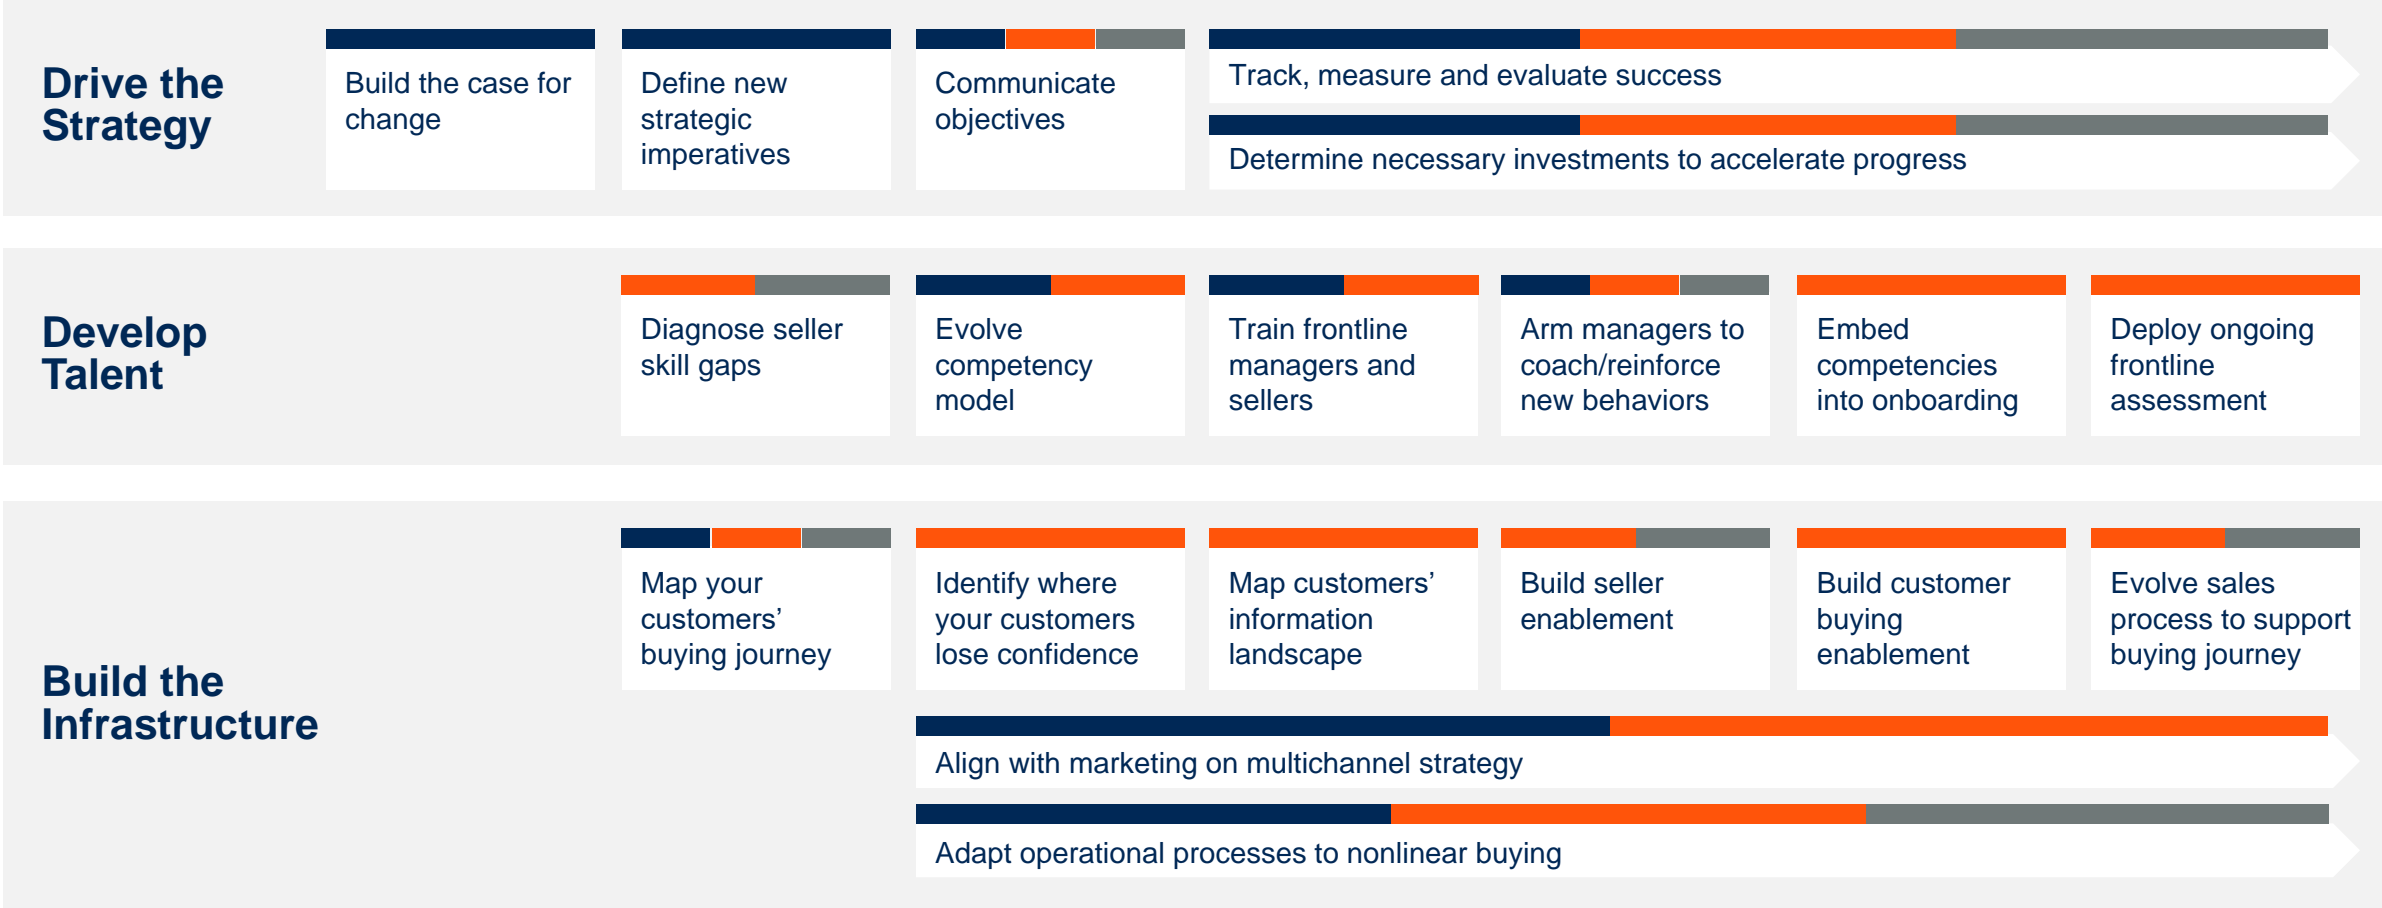 Drive the
Strategy
Build the case for
change
Define new
strategic
imperatives
Communicate
objectives
Track, measure and evaluate success
Determine necessary investments to accelerate progress
Develop
Talent
Diagnose seller
skill gaps
Evolve
competency
model
Train frontline
managers and
sellers
Arm managers to
coach/reinforce
new behaviors
Embed
competencies
into onboarding
Deploy ongoing
frontline
assessment
Build the
Infrastructure
Map your
customers’
buying journey
Identify where
your customers
lose confidence
Map customers’
information
landscape
Build seller
enablement
Build customer
buying
enablement
Evolve sales
process to support
buying journey
Align with marketing on multichannel strategy
Adapt operational processes to nonlinear buying